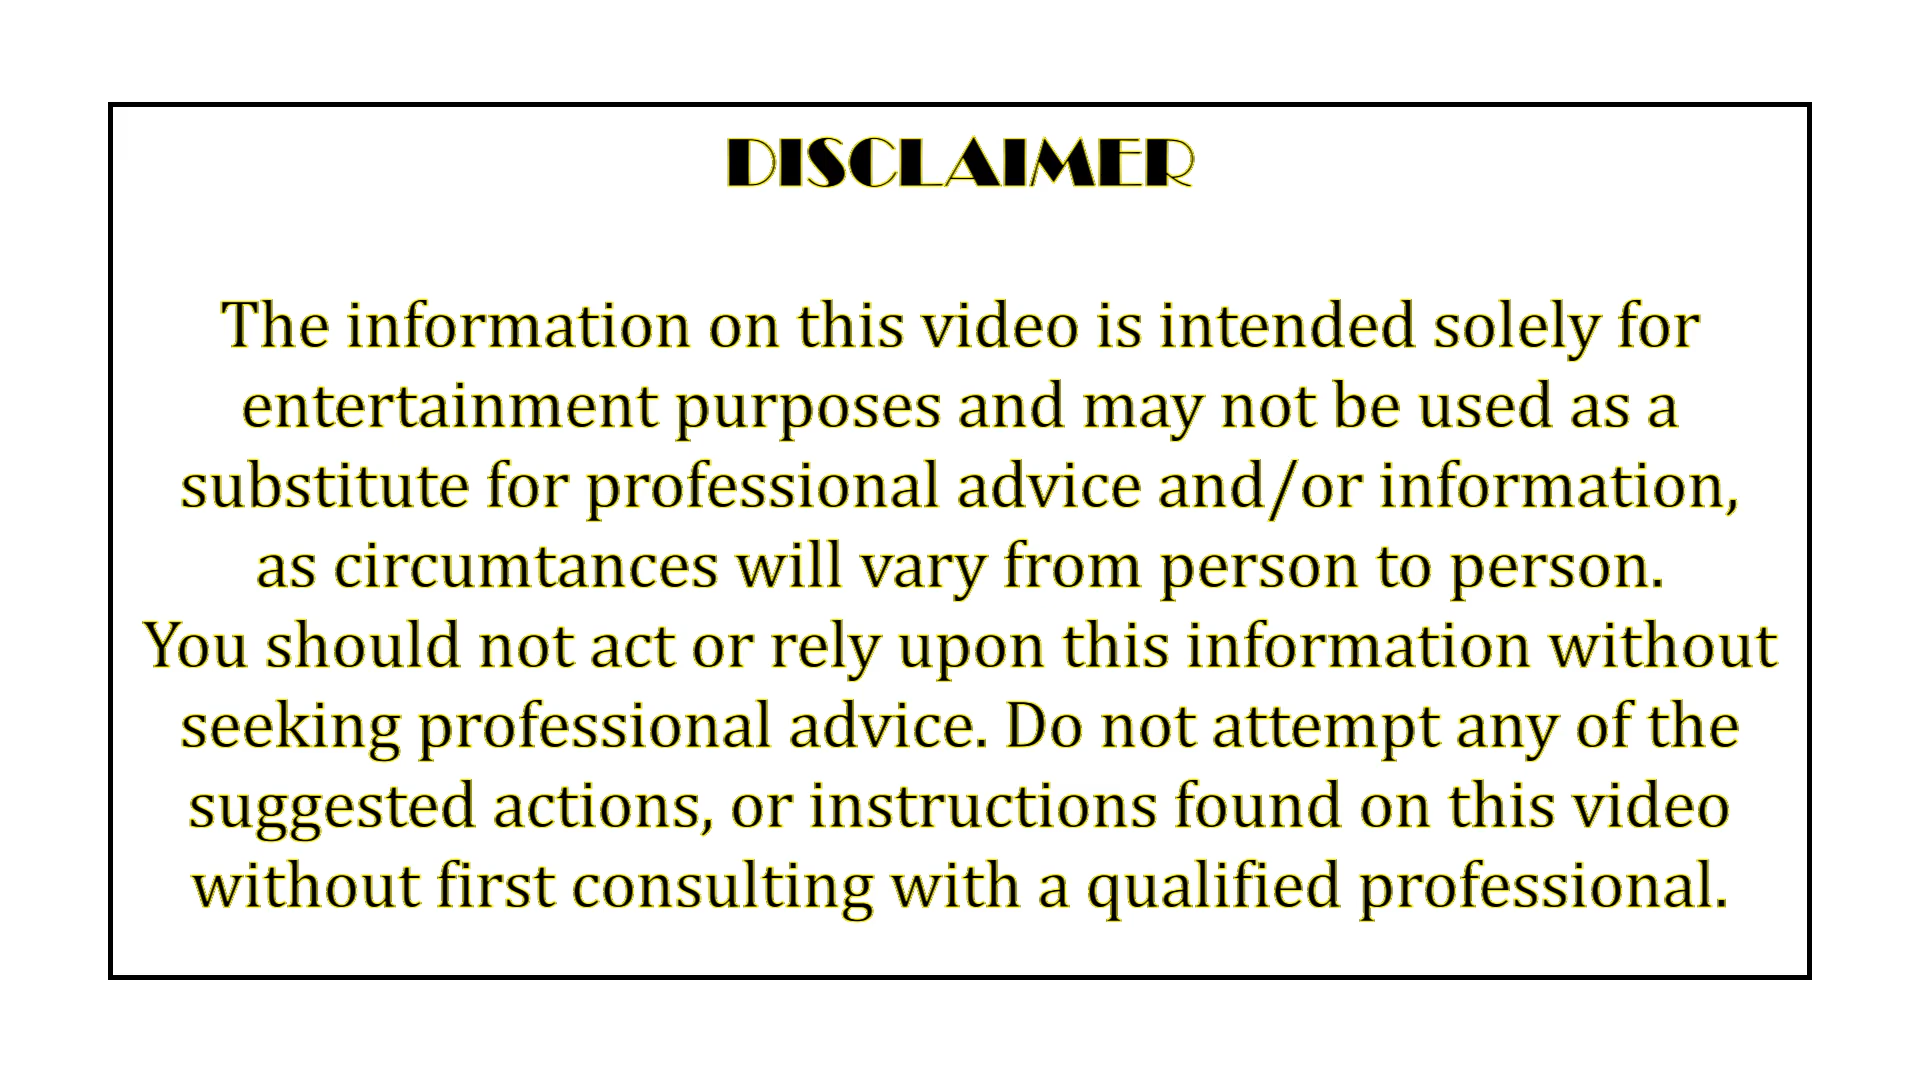 DISCLAIMER
The information on this video is intended solely for
entertainment purposes and may not be used as a
substitute for professional advice and/or information,
as circumtances will vary from person to person.
You should not act or rely upon this information without
seeking professional advice. Do not attempt any of the
suggested actions, or instructions found on this video
without first consulting with a qualified professional.